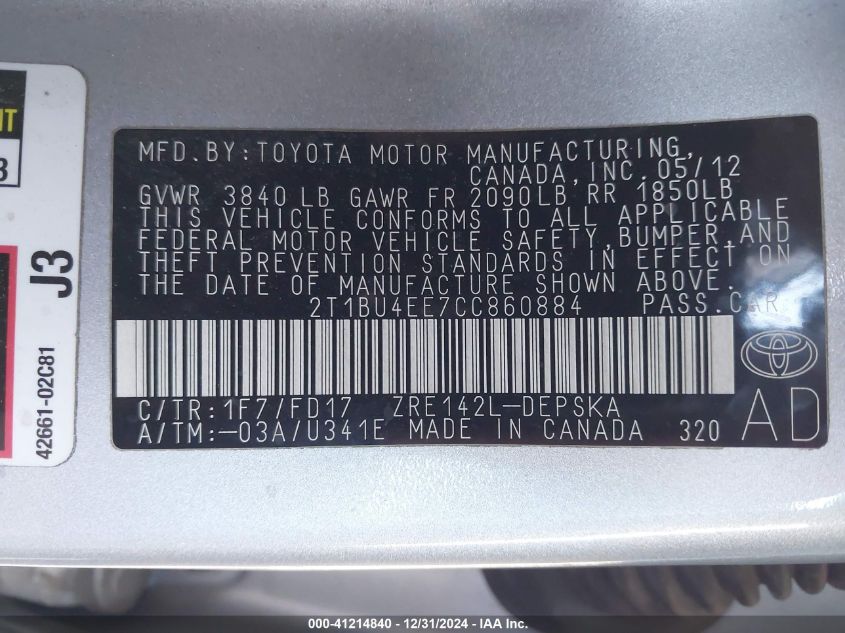 MFD.BY:TOYOTA MOTOR MANUFACTURING,
CANADA, INC. 05/12
GVWR 3840 LB GAWR FR 2090LB RR 1850LB
THIS VEHICLE CONFORMS TO ALL APPLICABLE
FEDERAL MOTOR VEHICLE SAFETY, BUMPER, AND
THEFT PREVENTION STANDARDS IN EFFECT ON
THE DATE OF MANUFACTURE SHOWN ABOVE.
2T1BU4EE7CC860884 PASS.CAR
C/TR:1F7/FD17 ZRE142L-DEPSKA
A/TM:-03A/U341E MADE IN CANADA 320
AD
J3
42661-02C81
3
000-41214840 - 12/31/2024 - IAA Inc.